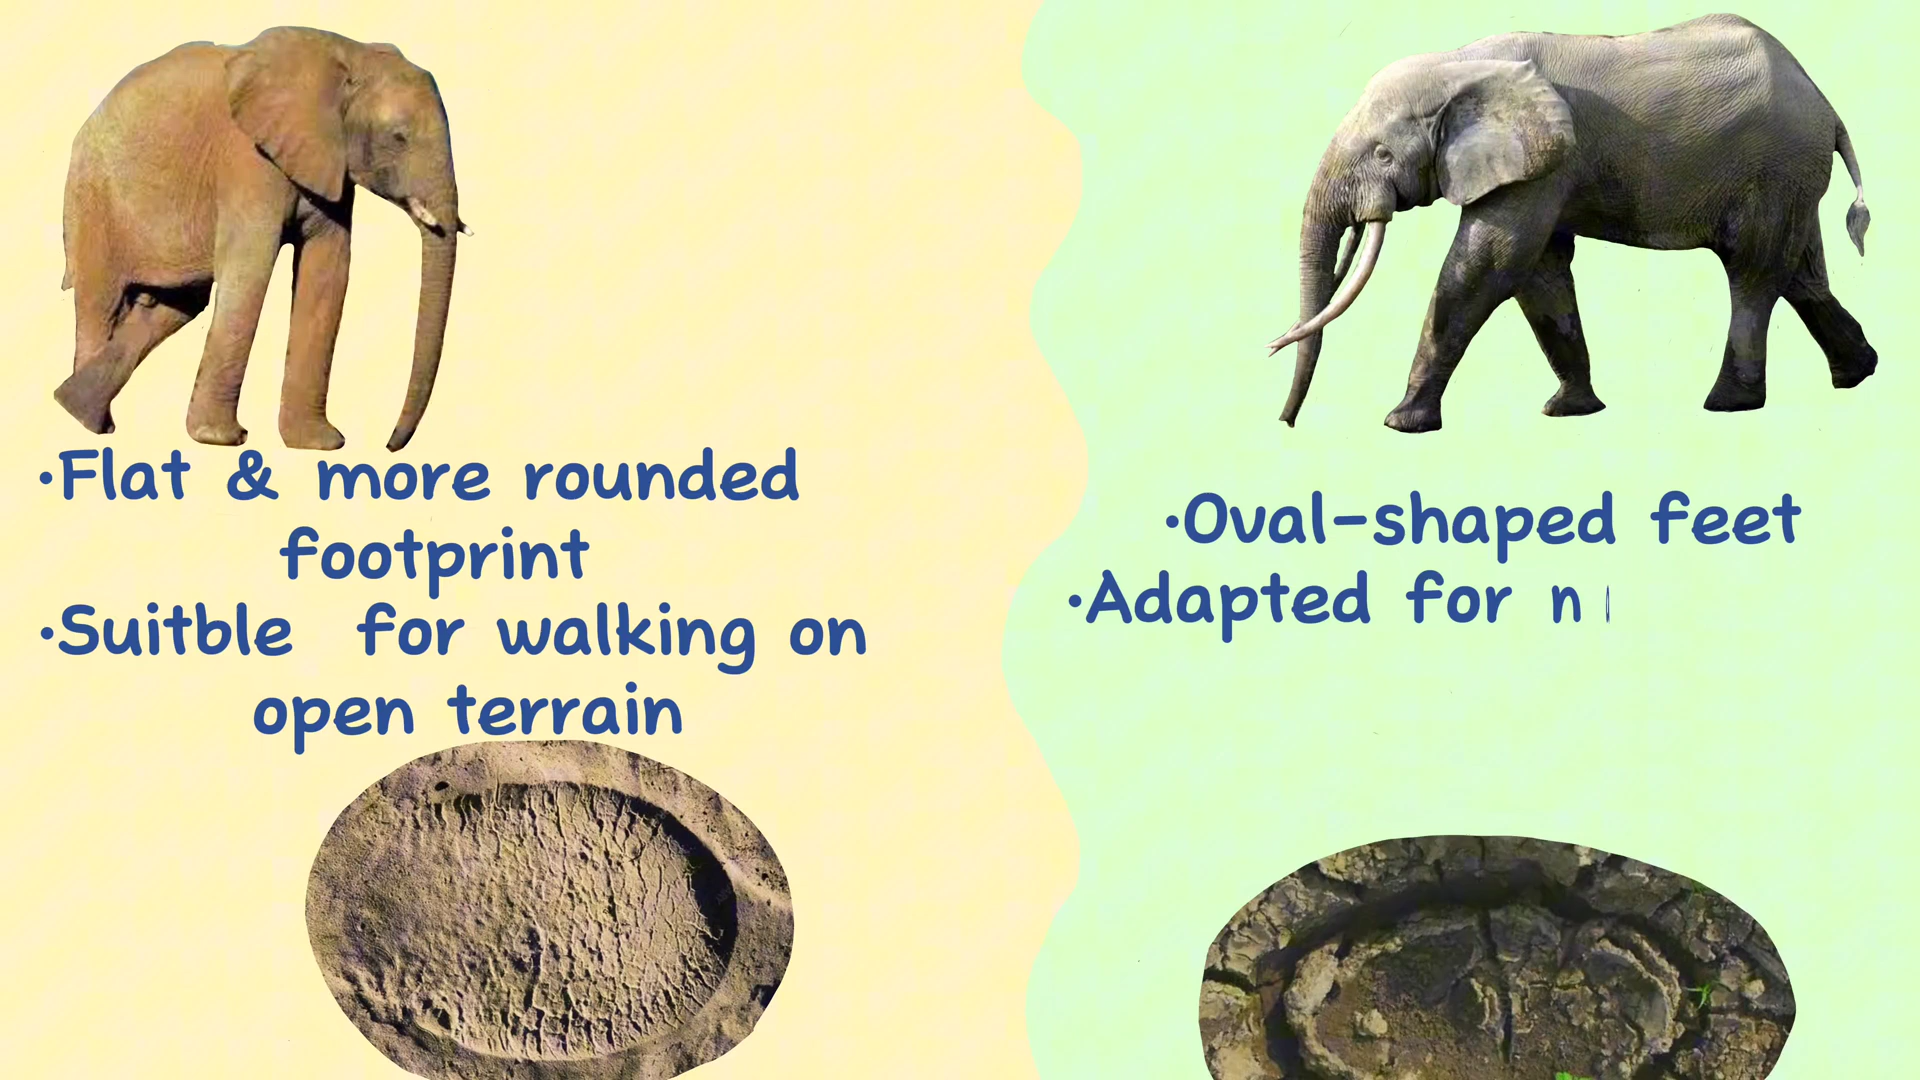 •Flat & more rounded
footprint
•Suitble for walking on
open terrain
•Oval-shaped feet
•Adapted for n